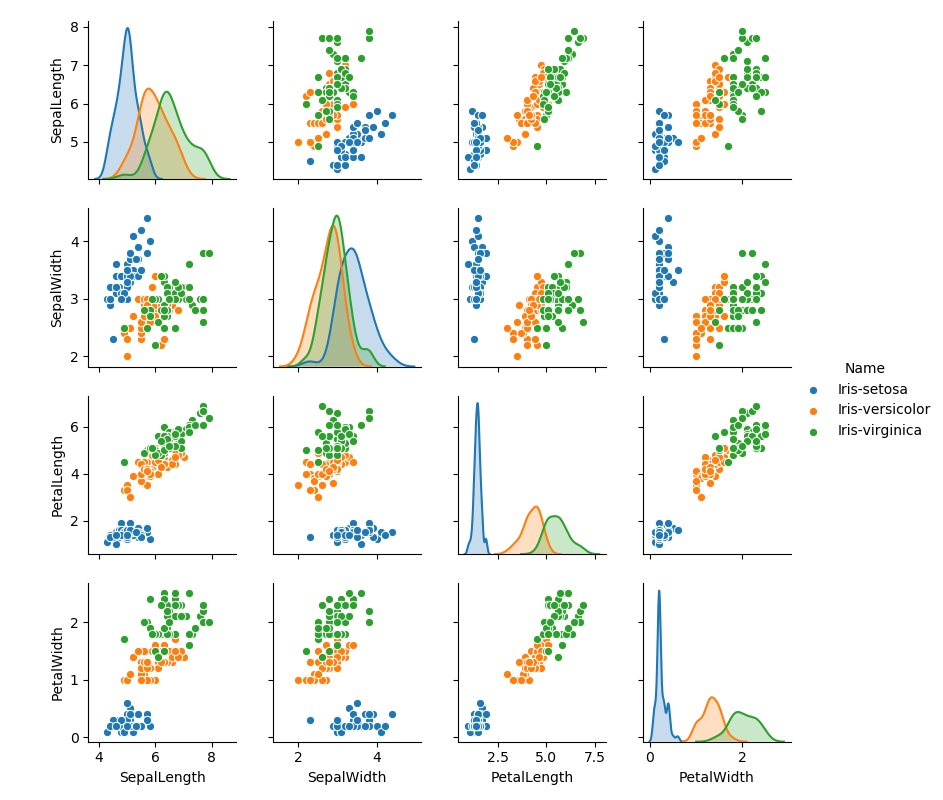 8
7
6
5
SepalLength
4
3
2
SepalWidth
6
4
2
PetalLength
2
1
0
PetalWidth
4 6 8
2 4
2.5 5.0 7.5
0 2
SepalLength SepalWidth PetalLength PetalWidth
Name
Iris-setosa
Iris-versicolor
Iris-virginica